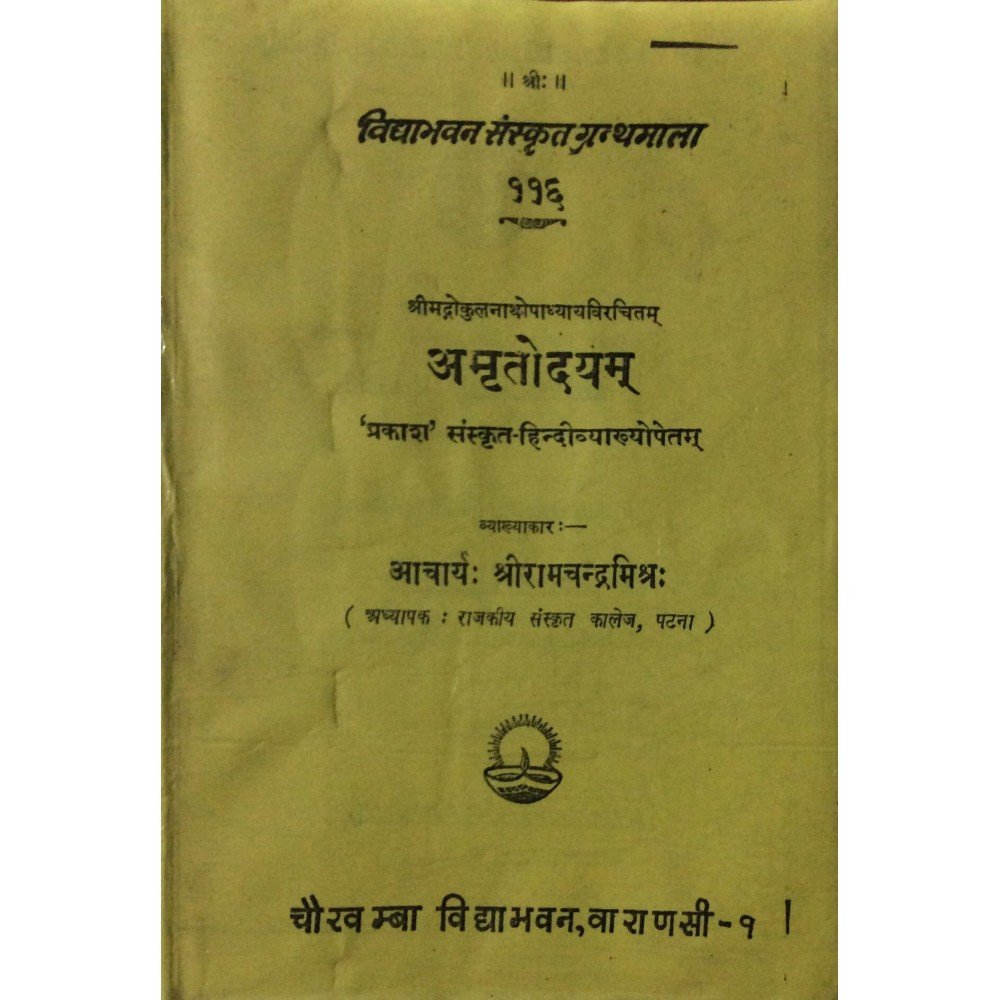 ॥ श्रीः ॥
विद्याभवन संस्कृत ग्रन्थमाला
११६
श्रीमद्गोकुलनाथोपाध्यायविरचितम्
अमृतोदयम्
'प्रकाश' संस्कृत-हिन्दीव्याख्योपेतम्
व्याख्याकारः—
आचार्यः श्रीरामचन्द्रमिश्रः
( अध्यापक : राजकीय संस्कृत कालेज, पटना )
चौखम्बा विद्याभवन, वाराणसी-१